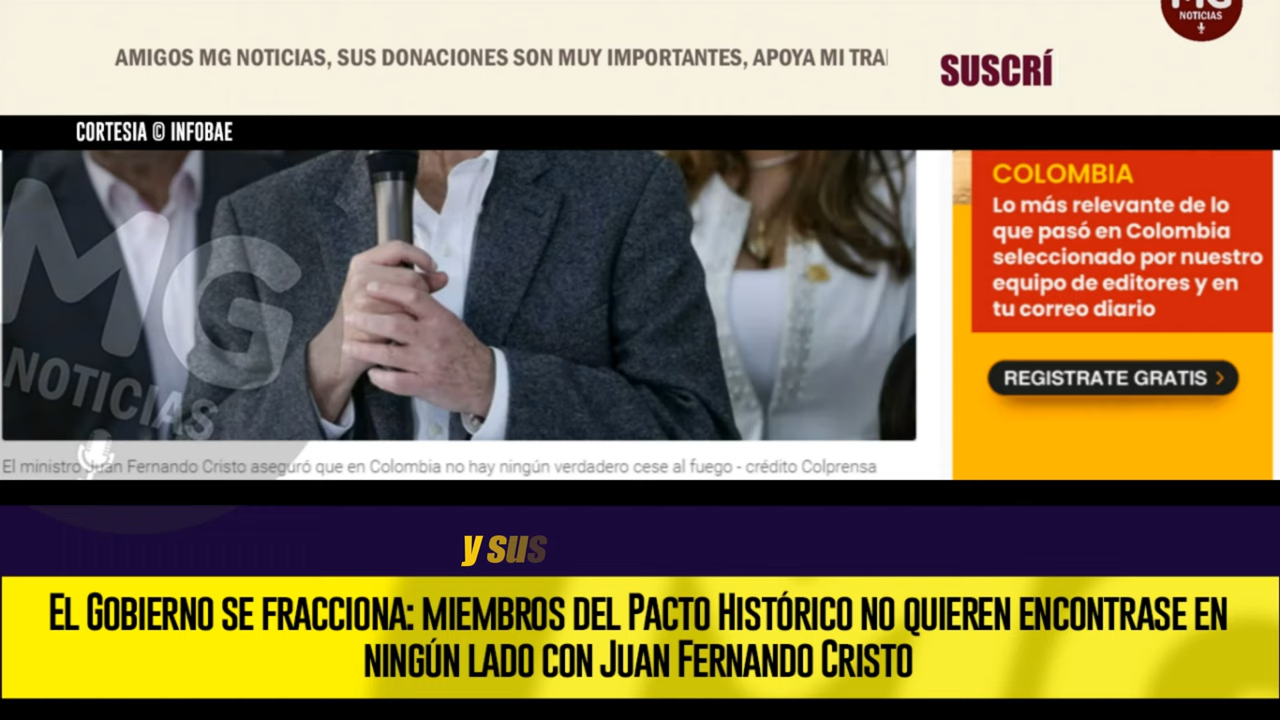 MG
NOTICIAS
AMIGOS MG NOTICIAS, SUS DONACIONES SON MUY IMPORTANTES, APOYA MI TRA
SUSCRÍ
CORTESIA © INFOBAE
MG
NOTICIAS
COLOMBIA
Lo más relevante de lo
que pasó en Colombia
seleccionado por nuestro
equipo de editores y en
tu correo diario
REGISTRATE GRATIS >
El ministro Juan Fernando Cristo aseguró que en Colombia no hay ningún verdadero cese al fuego - crédito Colprensa
y sus
EL GOBIERNO SE FRACCIONA: MIEMBROS DEL PACTO HISTÓRICO NO QUIEREN ENCONTRASE EN
NINGÚN LADO CON JUAN FERNANDO CRISTO